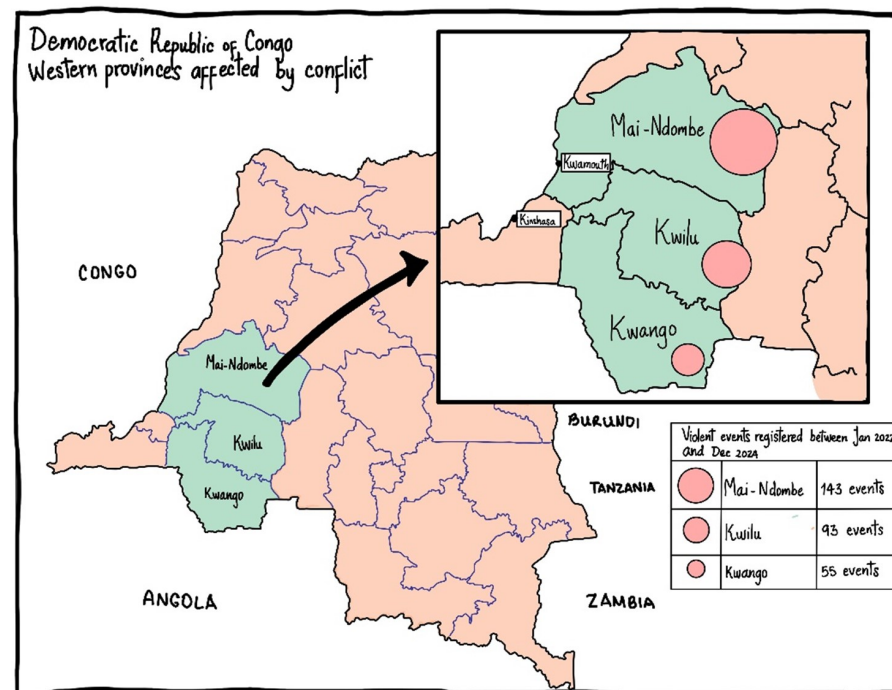 Democratic Republic of Congo
Western provinces affected by conflict
Mai-Ndombe
Kwamouth
Kinhasa
Kwilu
Kwango
CONGO
Mai-Ndombe
Kwilu
Kwango
BURUNDI
TANZANIA
ANGOLA
ZAMBIA
Violent events registered between Jan 2022
and Dec 2024
Mai-Ndombe 143 events
Kwilu 93 events
Kwango 55 events